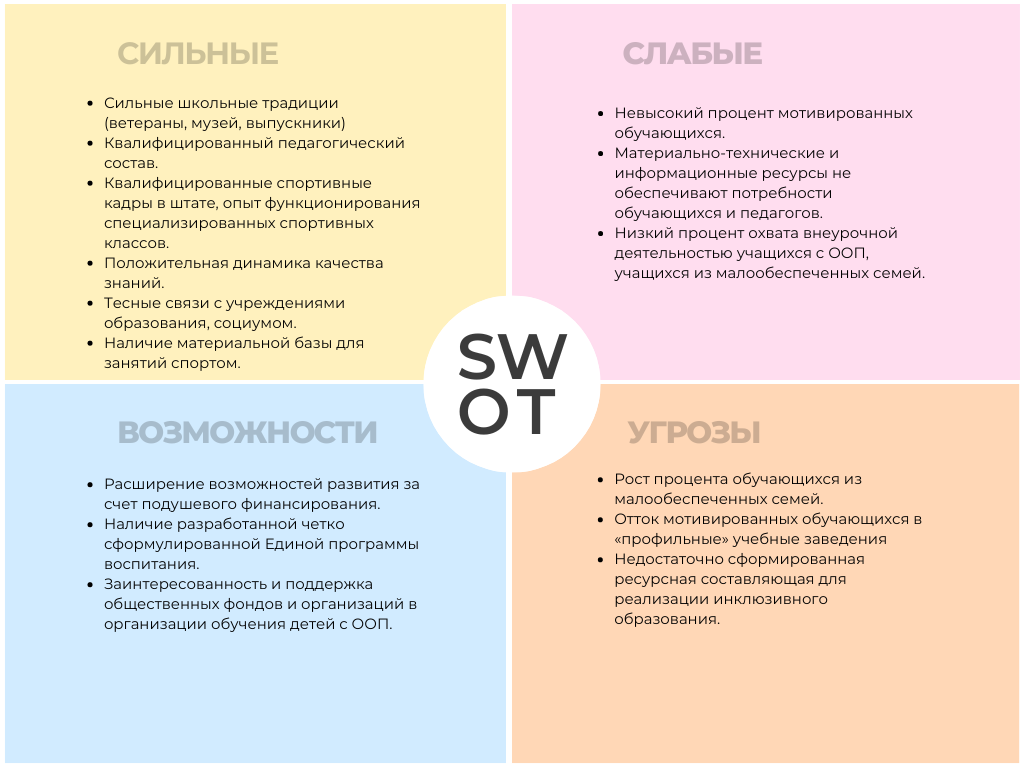 СИЛЬНЫЕ
• Сильные школьные традиции
(ветераны, музей, выпускники)
• Квалифицированный педагогический
состав.
• Квалифицированные спортивные
кадры в штате, опыт функционирования
специализированных спортивных
классов.
• Положительная динамика качества
знаний.
• Тесные связи с учреждениями
образования, социумом.
• Наличие материальной базы для
занятий спортом.
СЛАБЫЕ
• Невысокий процент мотивированных
обучающихся.
• Материально-технические и
информационные ресурсы не
обеспечивают потребности
обучающихся и педагогов.
• Низкий процент охвата внеурочной
деятельностью учащихся с ООП,
учащихся из малообеспеченных семей.
SW
OT
ВОЗМОЖНОСТИ
• Расширение возможностей развития за
счет подушевого финансирования.
• Наличие разработанной четко
сформулированной Единой программы
воспитания.
• Заинтересованность и поддержка
общественных фондов и организаций в
организации обучения детей с ООП.
УГРОЗЫ
• Рост процента обучающихся из
малообеспеченных семей.
• Отток мотивированных обучающихся в
«профильные» учебные заведения
• Недостаточно сформированная
ресурсная составляющая для
реализации инклюзивного
образования.